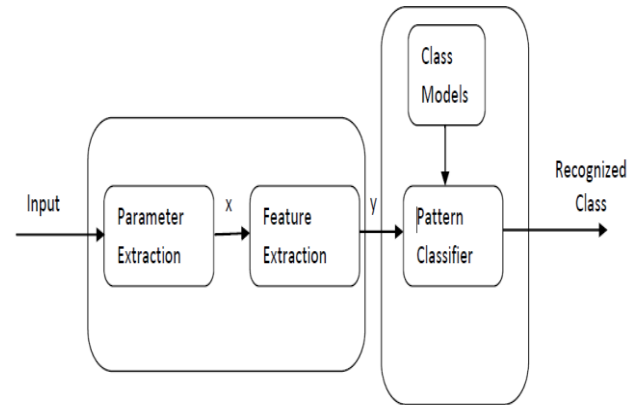 Class
Models
Input
Parameter
Extraction
x
Feature
Extraction
y
Pattern
Classifier
Recognized
Class